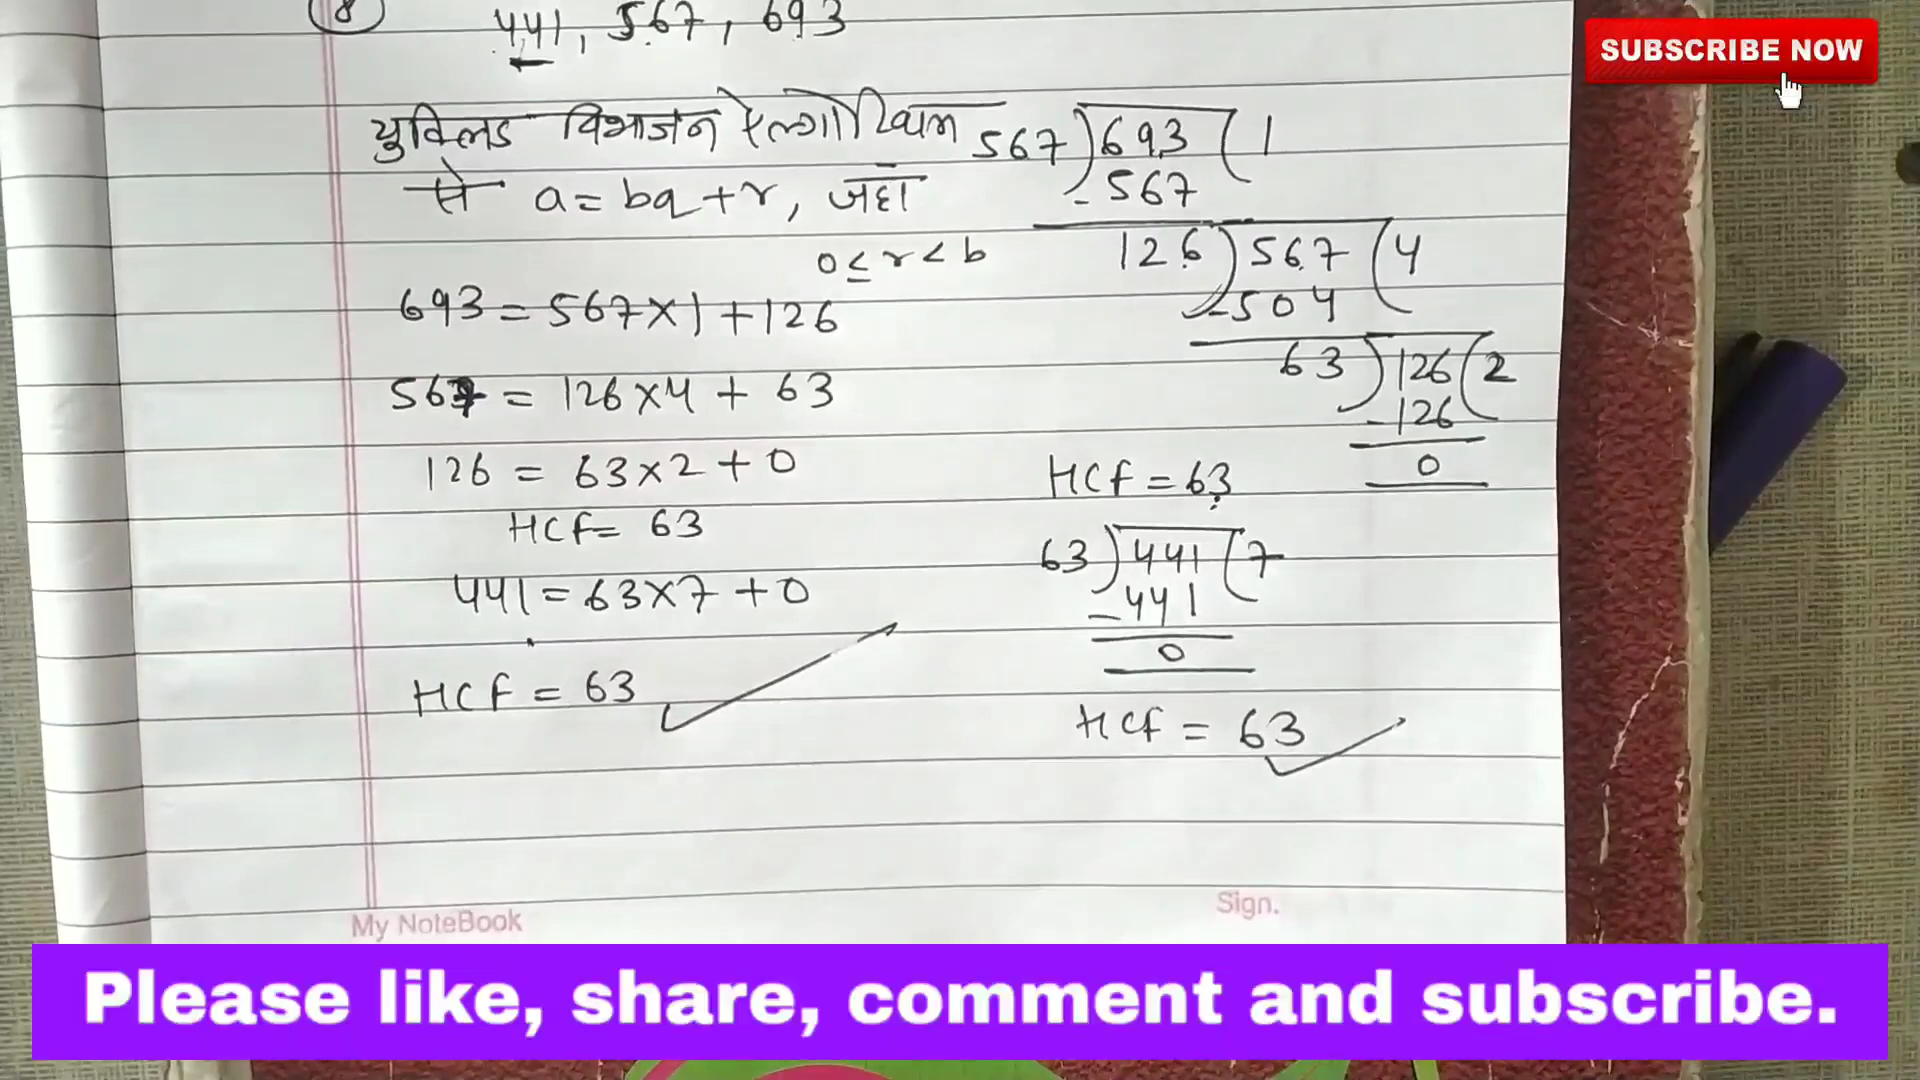 8
441, 567, 693
SUBSCRIBE NOW
युक्लिड विभाजन ऐल्गोरिथम
से a = bq + r, जहां
0 ≤ r < b
693 = 567 × 1 + 126
567 = 126 × 4 + 63
126 = 63 × 2 + 0
HCF = 63
441 = 63 × 7 + 0
HCF = 63
567 ) 693 ( 1
- 567
126 ) 567 ( 4
- 504
63 ) 126 ( 2
- 126
0
HCF = 63
63 ) 441 ( 7
- 441
0
HCF = 63
My NoteBook
Sign.
Please like, share, comment and subscribe.